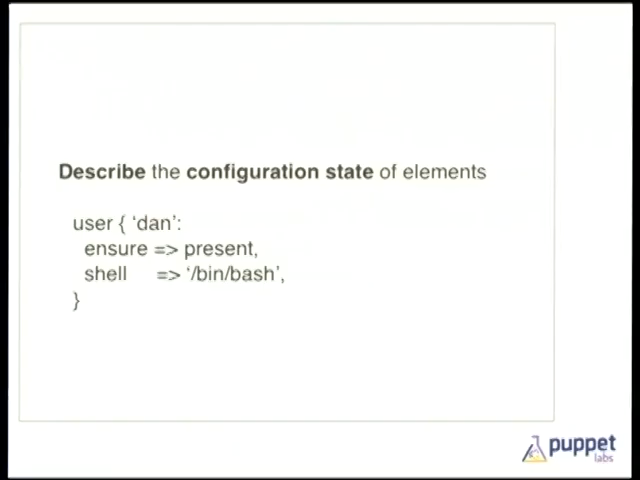 Describe the configuration state of elements
user { ‘dan’:
ensure => present,
shell => ‘/bin/bash’,
}
puppet
labs